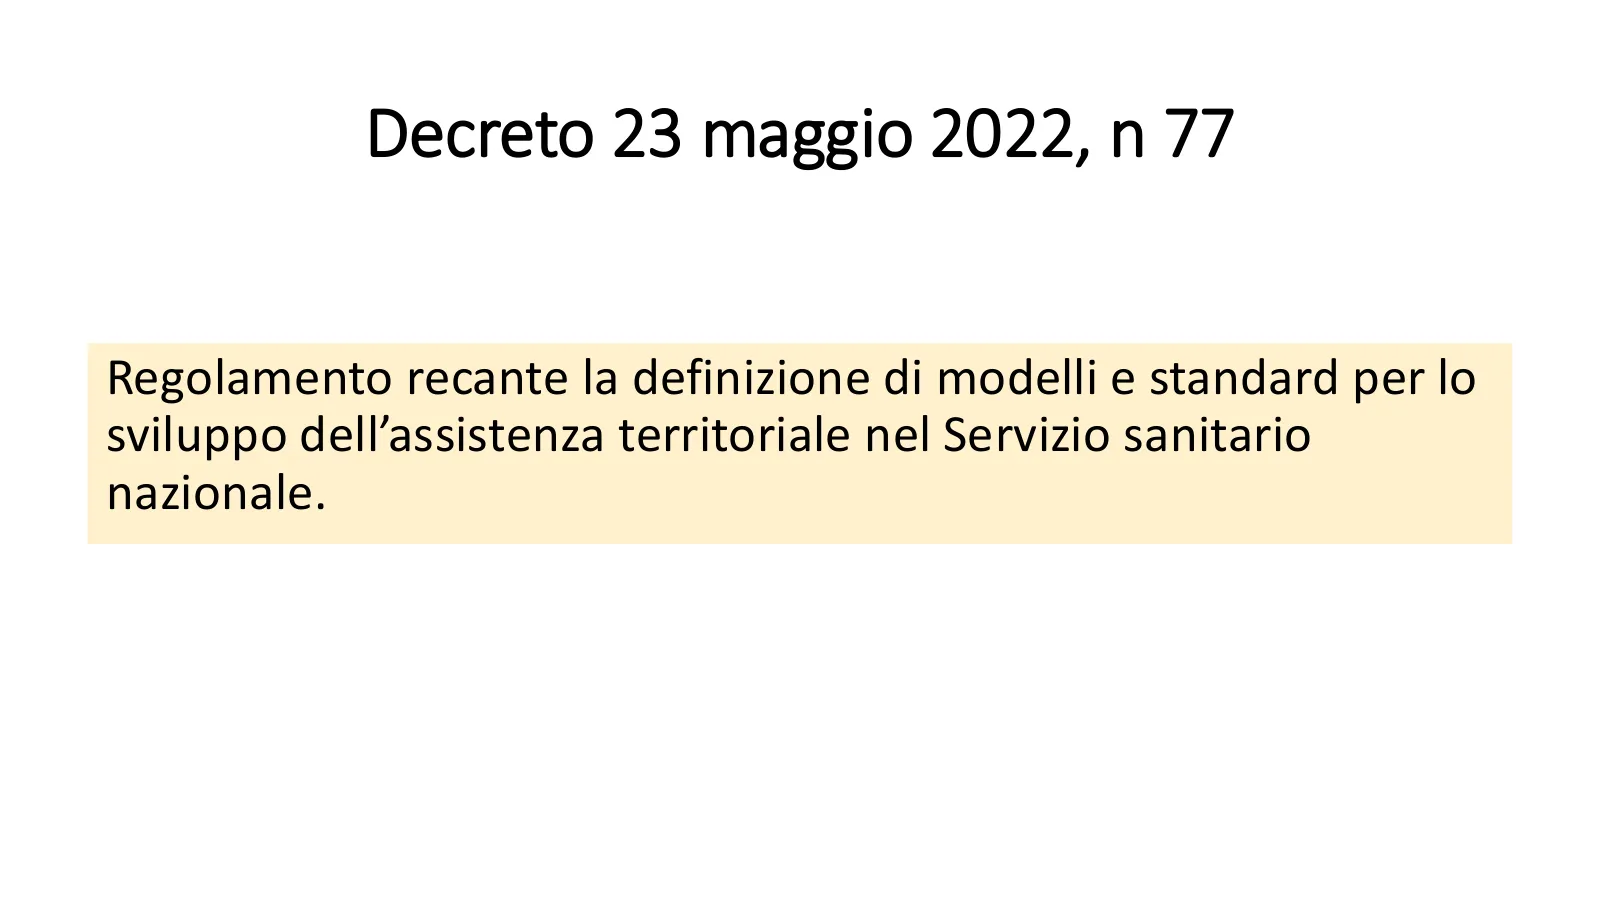 Decreto 23 maggio 2022, n 77
Regolamento recante la definizione di modelli e standard per lo
sviluppo dell’assistenza territoriale nel Servizio sanitario
nazionale.